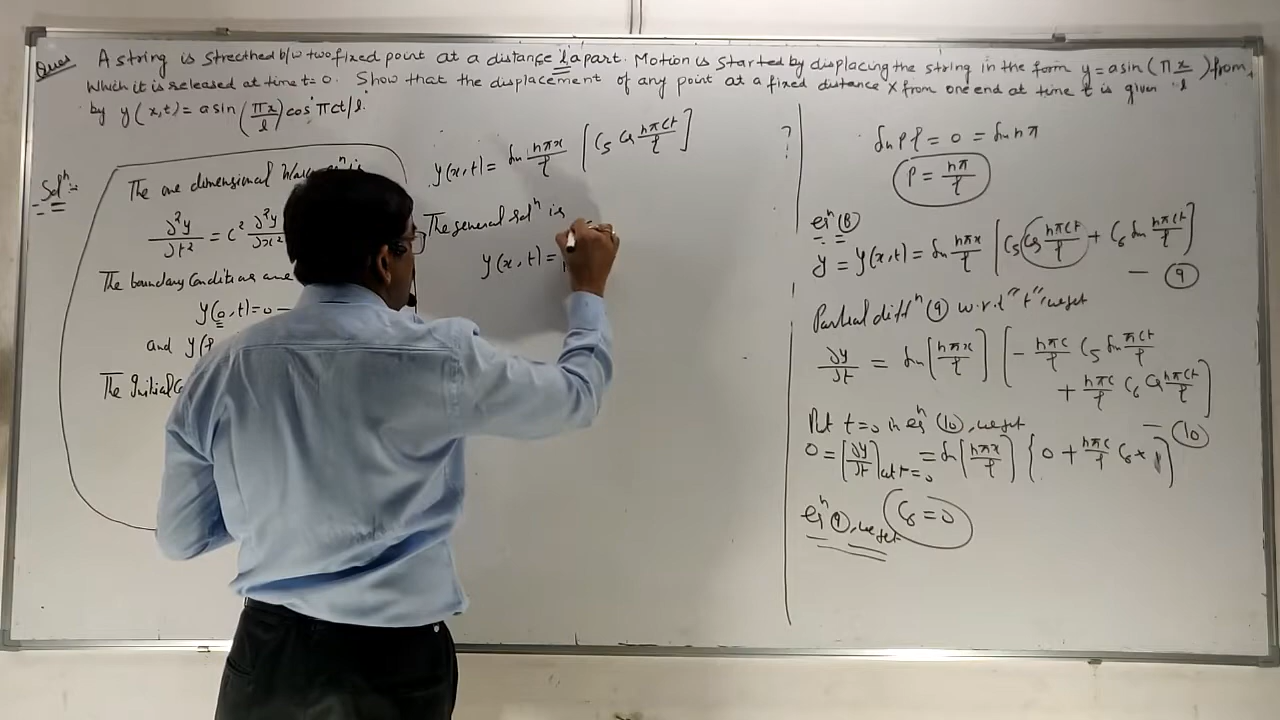 Ques A string is strecthed b/w two fixed point at a distance 'l' apart. Motion is started by displacing the string in the form y = a sin (πx/l) from
Which it is released at time t=0. Show that the displacement of any point at a fixed distance x from one end at time t is given
by y(x,t) = a sin (πx/l) cos πct/l.
Solⁿ:-
The one dimensional Wave
∂²y/∂t² = c² ∂²y
The boundary Conditions are
y(0,t)=0 —
and y(
The Initial
y(x,t) = sin nπx/l [C₅ cos nπct/l]
The general solⁿ is
y(x,t) =
?
sin pl = 0 = sin nπ
p = nπ/l
eqⁿ (8)
y = y(x,t) = sin nπx/l [C₅ cos nπct/l + C₆ sin nπct/l]
— (9)
Partial diffⁿ (9) w.r.t "t", we get
∂y/∂t = sin [nπx/l] [- nπc/l C₅ sin nπct/l
+ nπc/l C₆ cos nπct/l]
— (10)
Put t=0 in eqⁿ (10), we get
0 = [∂y/∂t] at t=0 = sin [nπx/l] { 0 + nπc/l C₆ × 1 ]
C₆ = 0
eqⁿ (9), we get